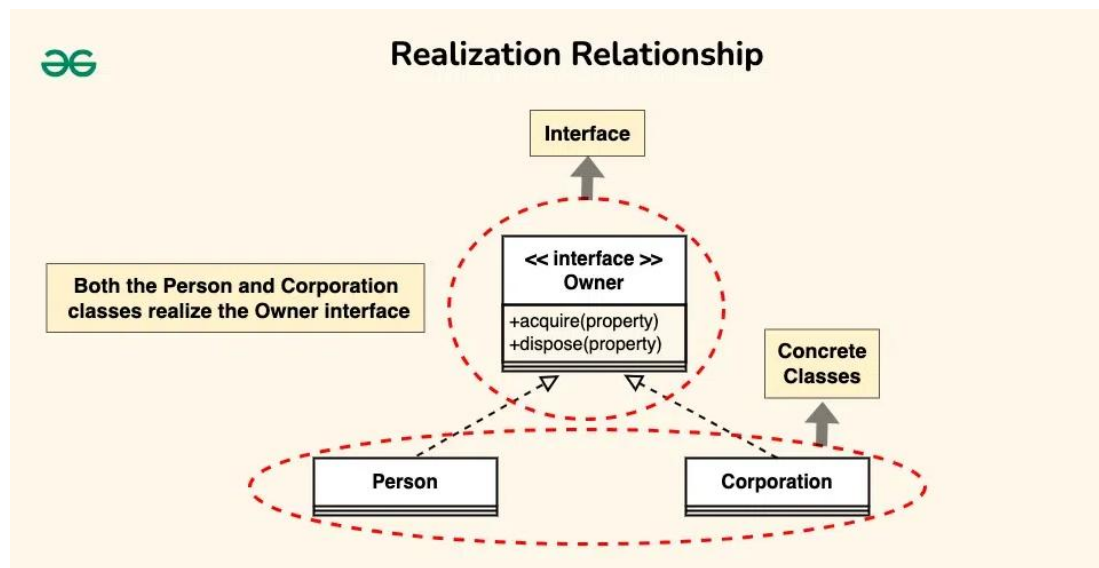 Realization Relationship
Interface
<< interface >>
Owner
+acquire(property)
+dispose(property)
Both the Person and Corporation
classes realize the Owner interface
Concrete
Classes
Person
Corporation